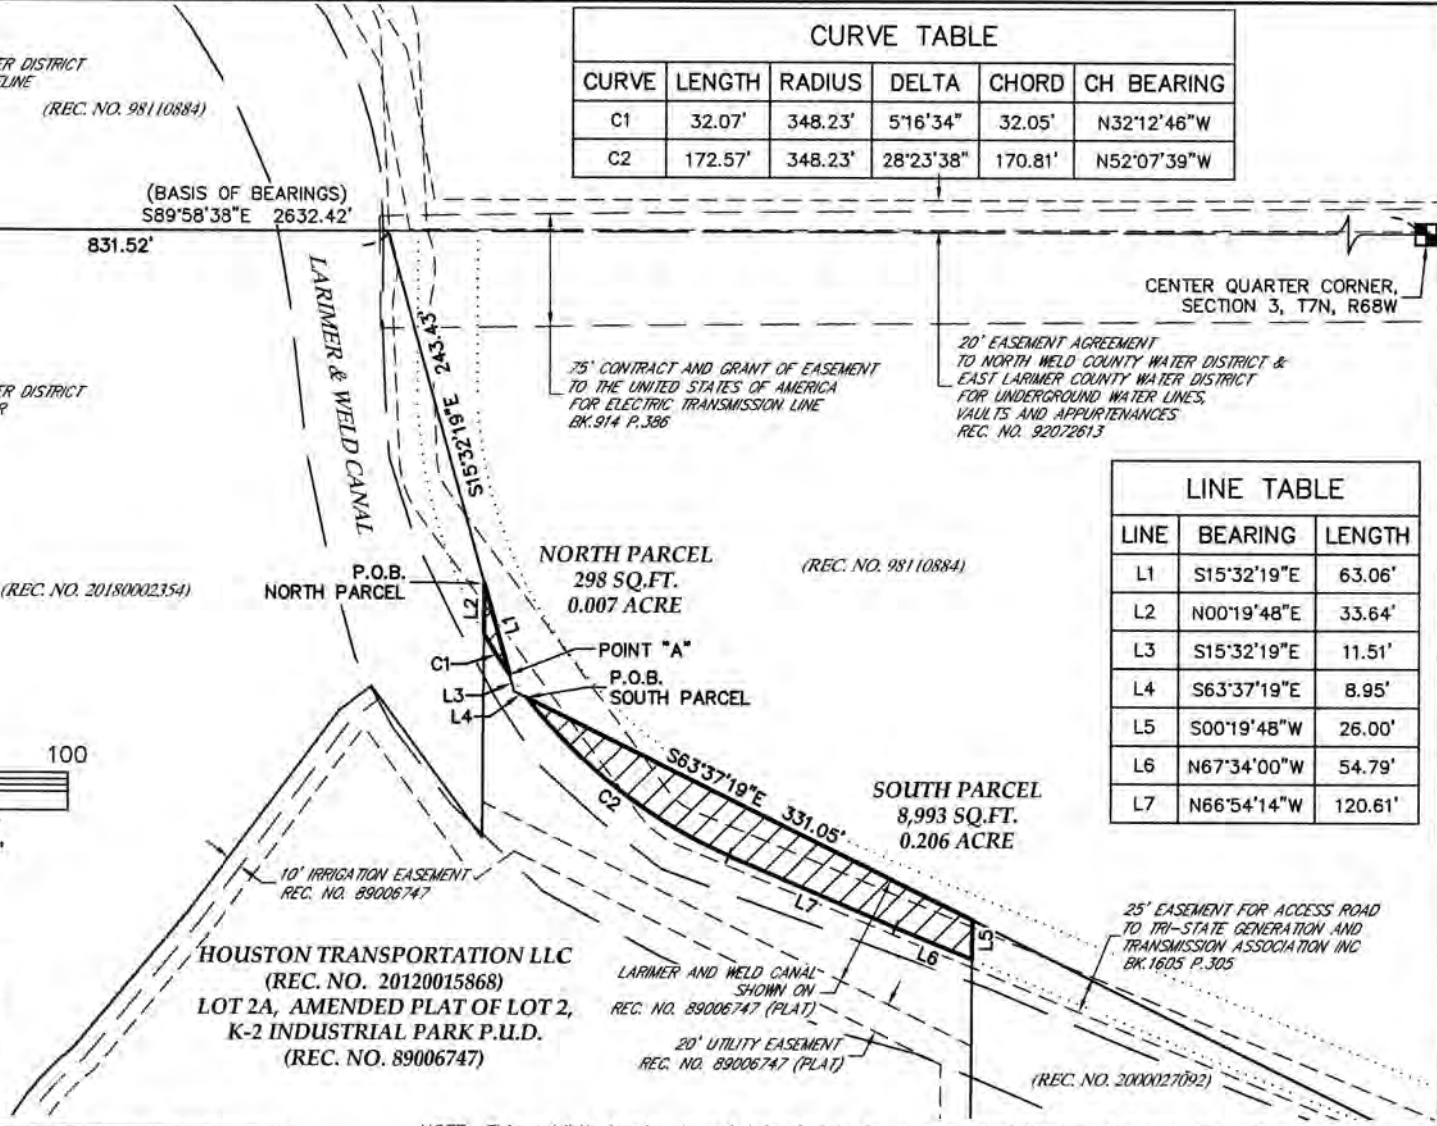 CURVE TABLE
CURVE LENGTH RADIUS DELTA CHORD CH BEARING
C1 32.07' 348.23' 5°16'34" 32.05' N32°12'46"W
C2 172.57' 348.23' 28°23'38" 170.81' N52°07'39"W
ER DISTRICT
ELINE
(REC. NO. 98110884)
(BASIS OF BEARINGS)
S89°58'38"E 2632.42'
831.52'
LARIMER & WELD CANAL
S15°32'19"E 243.43'
CENTER QUARTER CORNER,
SECTION 3, T7N, R68W
75' CONTRACT AND GRANT OF EASEMENT
TO THE UNITED STATES OF AMERICA
FOR ELECTRIC TRANSMISSION LINE
BK.914 P.386
20' EASEMENT AGREEMENT
TO NORTH WELD COUNTY WATER DISTRICT &
EAST LARIMER COUNTY WATER DISTRICT
FOR UNDERGROUND WATER LINES,
VAULTS AND APPURTENANCES
REC. NO. 92072613
ER DISTRICT
R
LINE TABLE
LINE BEARING LENGTH
L1 S15°32'19"E 63.06'
L2 N00°19'48"E 33.64'
L3 S15°32'19"E 11.51'
L4 S63°37'19"E 8.95'
L5 S00°19'48"W 26.00'
L6 N67°34'00"W 54.79'
L7 N66°54'14"W 120.61'
(REC. NO. 20180002354)
P.O.B.
NORTH PARCEL
NORTH PARCEL
298 SQ.FT.
0.007 ACRE
(REC. NO. 98110884)
L2
L1
C1
POINT "A"
L3
P.O.B.
SOUTH PARCEL
L4
100
S63°37'19"E 331.05'
C2
SOUTH PARCEL
8,993 SQ.FT.
0.206 ACRE
10' IRRIGATION EASEMENT
REC. NO. 89006747
L7
L6
L5
25' EASEMENT FOR ACCESS ROAD
TO TRI-STATE GENERATION AND
TRANSMISSION ASSOCIATION INC
BK.1605 P.305
HOUSTON TRANSPORTATION LLC
(REC. NO. 20120015868)
LOT 2A, AMENDED PLAT OF LOT 2,
K-2 INDUSTRIAL PARK P.U.D.
(REC. NO. 89006747)
LARIMER AND WELD CANAL
SHOWN ON
REC. NO. 89006747 (PLAT)
20' UTILITY EASEMENT
REC. NO. 89006747 (PLAT)
(REC. NO. 2000027092)